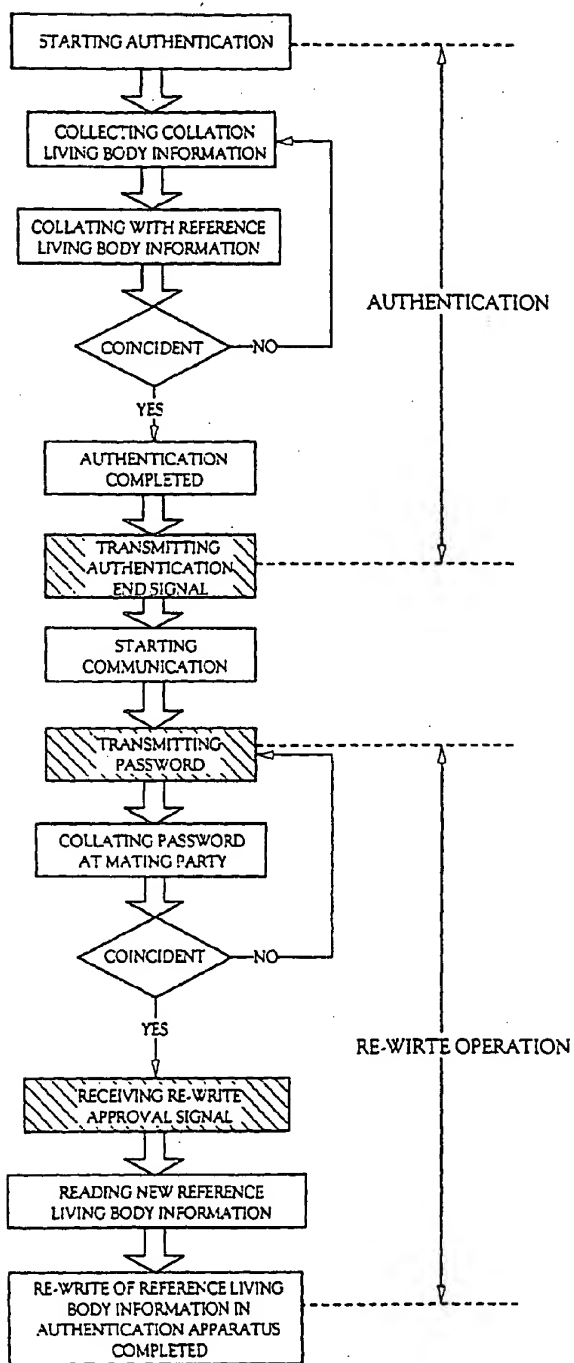 STARTING AUTHENTICATION
COLLECTING COLLATION
LIVING BODY INFORMATION
COLLATING WITH REFERENCE
LIVING BODY INFORMATION
AUTHENTICATION
COINCIDENT
NO
YES
AUTHENTICATION
COMPLETED
TRANSMITTING
AUTHENTICATION
END SIGNAL
STARTING
COMMUNICATION
TRANSMITTING
PASSWORD
COLLATING PASSWORD
AT MATING PARTY
COINCIDENT
NO
YES
RE-WIRTE OPERATION
RECEIVING RE-WRITE
APPROVAL SIGNAL
READING NEW REFERENCE
LIVING BODY INFORMATION
RE-WRITE OF REFERENCE LIVING
BODY INFORMATION IN
AUTHENTICATION APPARATUS
COMPLETED